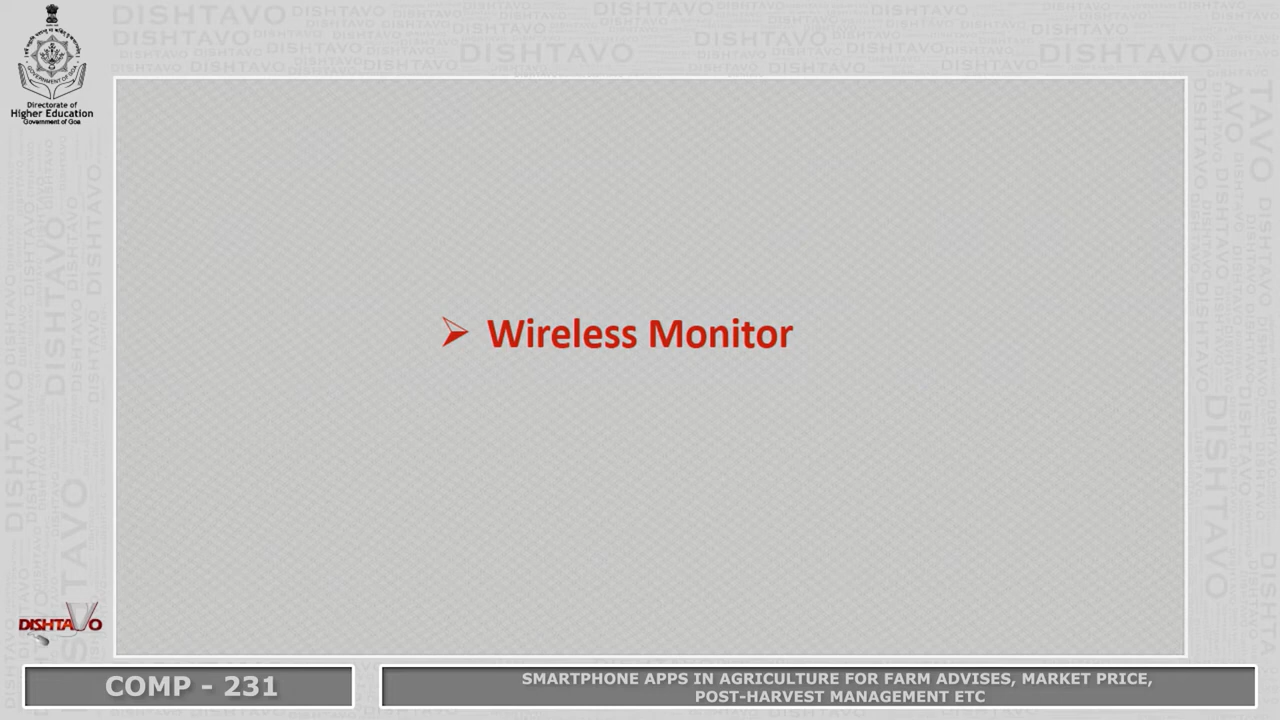 DISHTAVO
Directorate of
Higher Education
Government of Goa
➢ Wireless Monitor
DISHTAVO
COMP - 231
SMARTPHONE APPS IN AGRICULTURE FOR FARM ADVISES, MARKET PRICE,
POST-HARVEST MANAGEMENT ETC